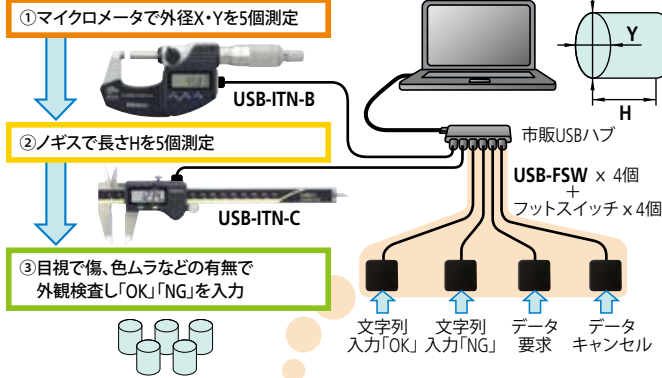 ①マイクロメータで外径X・Yを5個測定
USB-ITN-B
②ノギスで長さHを5個測定
USB-ITN-C
③目視で傷、色ムラなどの有無で
外観検査し「OK」「NG」を入力
Y
H
市販USBハブ
USB-FSW x 4個
+
フットスイッチ x 4個
文字列
入力「OK」
文字列
入力「NG」
データ
要求
データ
キャンセル